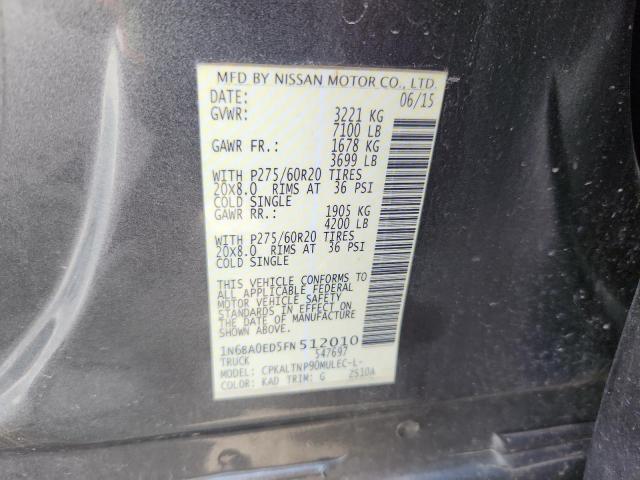 MFD BY NISSAN MOTOR CO., LTD.
DATE: 06/15
GVWR: 3221 KG
7100 LB
GAWR FR.: 1678 KG
3699 LB
WITH P275/60R20 TIRES
20X8.0 RIMS AT 36 PSI
COLD SINGLE
GAWR RR.: 1905 KG
4200 LB
WITH P275/60R20 TIRES
20X8.0 RIMS AT 36 PSI
COLD SINGLE
THIS VEHICLE CONFORMS TO
ALL APPLICABLE FEDERAL
MOTOR VEHICLE SAFETY
STANDARDS IN EFFECT ON
THE DATE OF MANUFACTURE
SHOWN ABOVE.
1N6BA0ED5FN512010
TRUCK 547697
MODEL: CPKALTNP90MULEC-L-
COLOR: KAD TRIM: G 2S10A